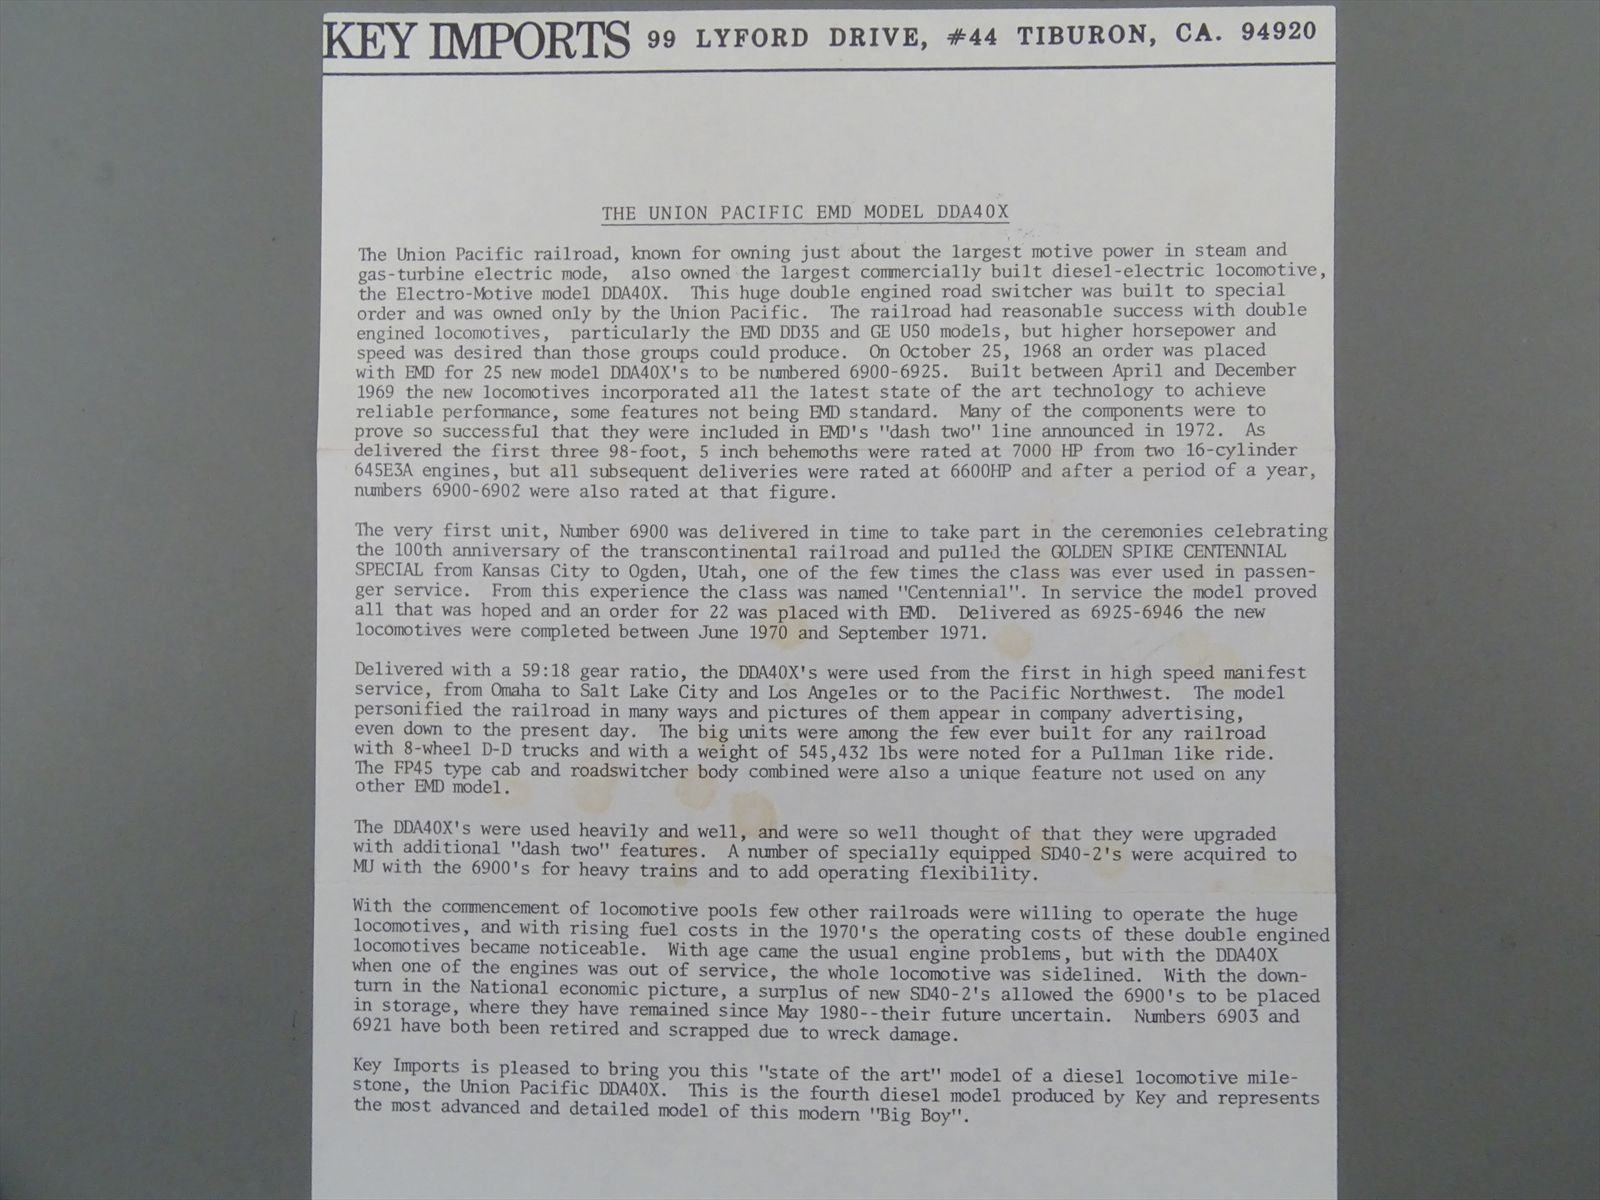 KEY IMPORTS 99 LYFORD DRIVE, #44 TIBURON, CA. 94920
THE UNION PACIFIC EMD MODEL DDA40X
The Union Pacific railroad, known for owning just about the largest motive power in steam and
gas-turbine electric mode, also owned the largest commercially built diesel-electric locomotive,
the Electro-Motive model DDA40X. This huge double engined road switcher was built to special
order and was owned only by the Union Pacific. The railroad had reasonable success with double
engined locomotives, particularly the EMD DD35 and GE U50 models, but higher horsepower and
speed was desired than those groups could produce. On October 25, 1968 an order was placed
with EMD for 25 new model DDA40X's to be numbered 6900-6925. Built between April and December
1969 the new locomotives incorporated all the latest state of the art technology to achieve
reliable performance, some features not being EMD standard. Many of the components were to
prove so successful that they were included in EMD's "dash two" line announced in 1972. As
delivered the first three 98-foot, 5 inch behemoths were rated at 7000 HP from two 16-cylinder
645E3A engines, but all subsequent deliveries were rated at 6600HP and after a period of a year,
numbers 6900-6902 were also rated at that figure.
The very first unit, Number 6900 was delivered in time to take part in the ceremonies celebrating
the 100th anniversary of the transcontinental railroad and pulled the GOLDEN SPIKE CENTENNIAL
SPECIAL from Kansas City to Ogden, Utah, one of the few times the class was ever used in passen-
ger service. From this experience the class was named "Centennial". In service the model proved
all that was hoped and an order for 22 was placed with EMD. Delivered as 6925-6946 the new
locomotives were completed between June 1970 and September 1971.
Delivered with a 59:18 gear ratio, the DDA40X's were used from the first in high speed manifest
service, from Omaha to Salt Lake City and Los Angeles or to the Pacific Northwest. The model
personified the railroad in many ways and pictures of them appear in company advertising,
even down to the present day. The big units were among the few ever built for any railroad
with 8-wheel D-D trucks and with a weight of 545,432 lbs were noted for a Pullman like ride.
The FP45 type cab and roadswitcher body combined were also a unique feature not used on any
other EMD model.
The DDA40X's were used heavily and well, and were so well thought of that they were upgraded
with additional "dash two" features. A number of specially equipped SD40-2's were acquired to
MU with the 6900's for heavy trains and to add operating flexibility.
With the commencement of locomotive pools few other railroads were willing to operate the huge
locomotives, and with rising fuel costs in the 1970's the operating costs of these double engined
locomotives became noticeable. With age came the usual engine problems, but with the DDA40X
when one of the engines was out of service, the whole locomotive was sidelined. With the down-
turn in the National economic picture, a surplus of new SD40-2's allowed the 6900's to be placed
in storage, where they have remained since May 1980--their future uncertain. Numbers 6903 and
6921 have both been retired and scrapped due to wreck damage.
Key Imports is pleased to bring you this "state of the art" model of a diesel locomotive mile-
stone, the Union Pacific DDA40X. This is the fourth diesel model produced by Key and represents
the most advanced and detailed model of this modern "Big Boy".